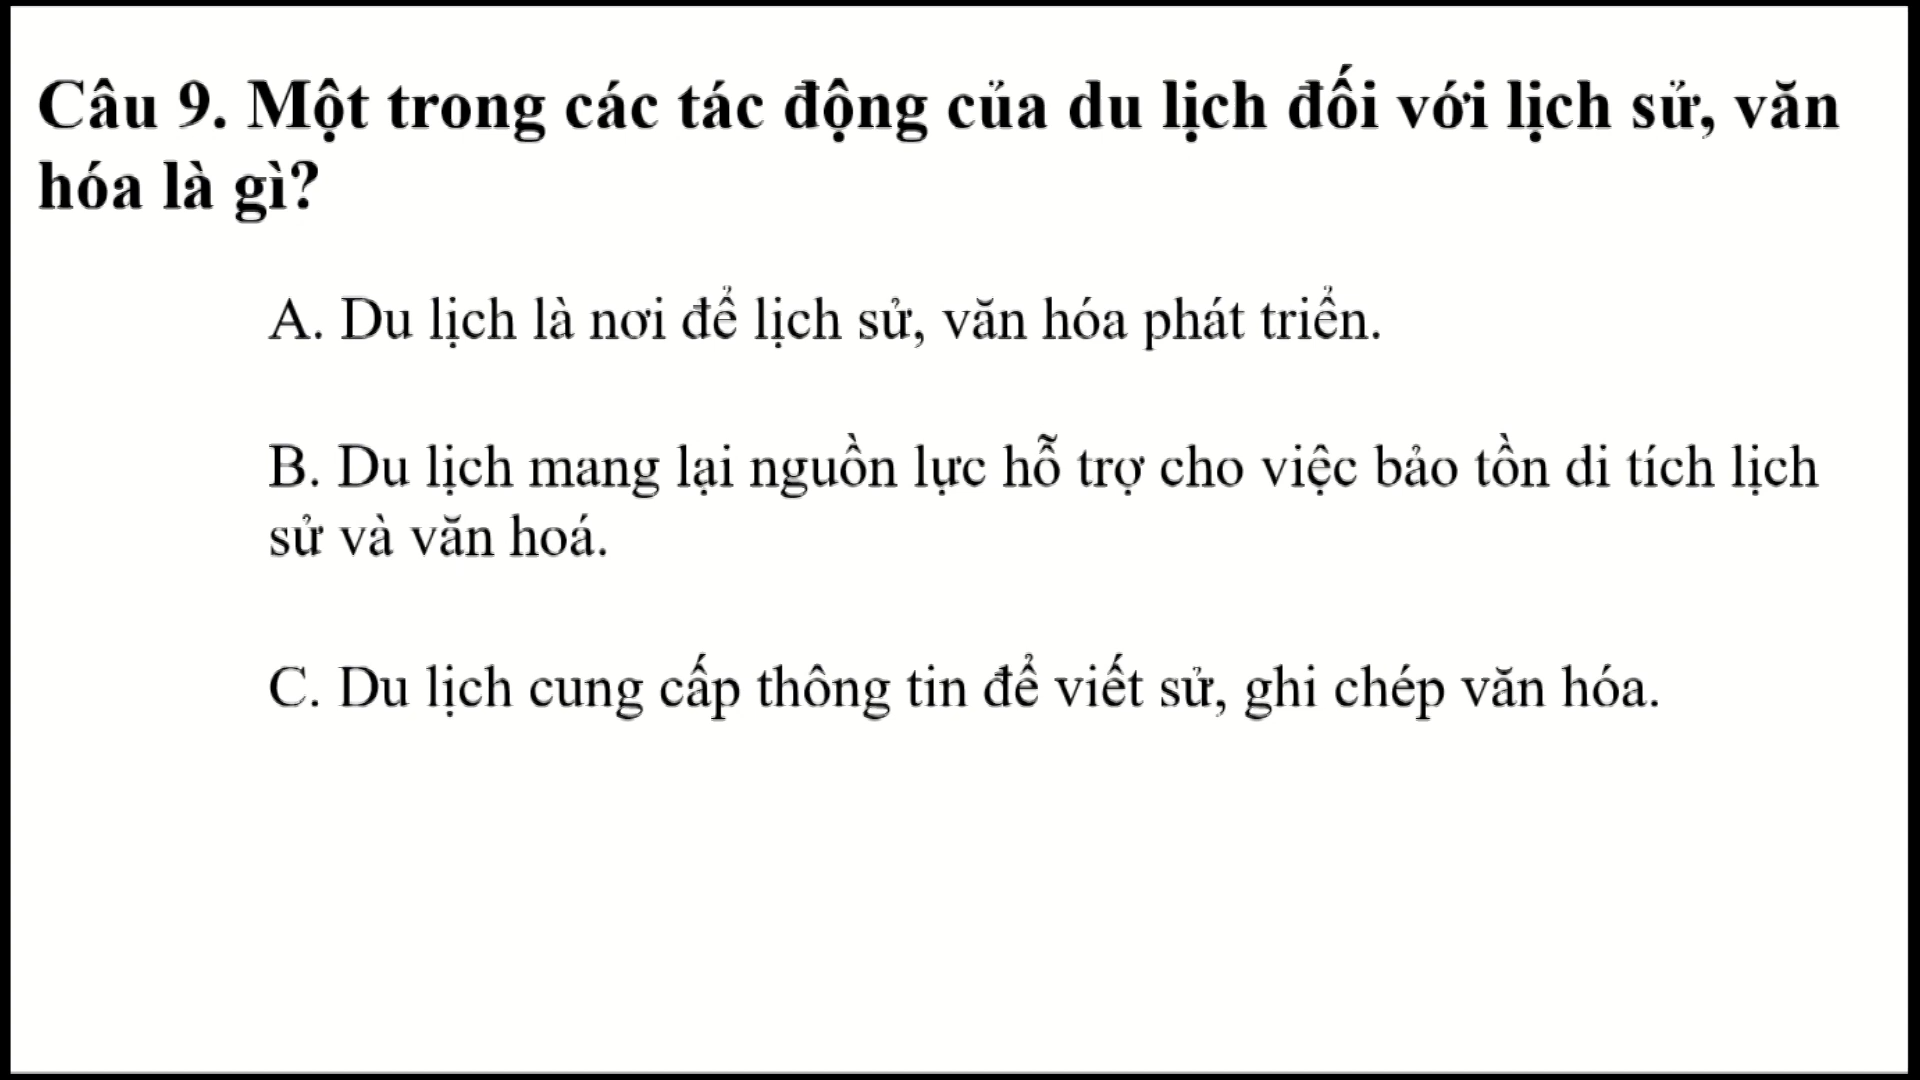 Câu 9. Một trong các tác động của du lịch đối với lịch sử, văn
hóa là gì?
A. Du lịch là nơi để lịch sử, văn hóa phát triển.
B. Du lịch mang lại nguồn lực hỗ trợ cho việc bảo tồn di tích lịch
sử và văn hoá.
C. Du lịch cung cấp thông tin để viết sử, ghi chép văn hóa.